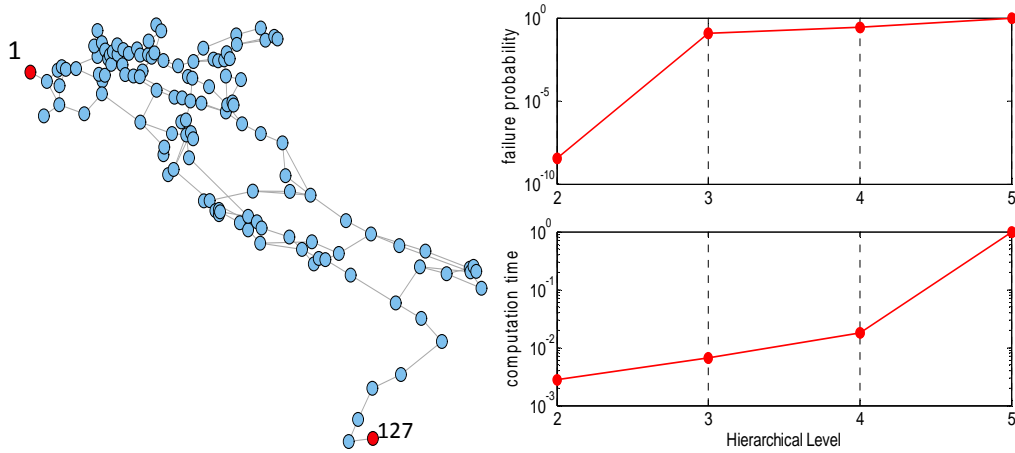 1
127
failure probability
10^0
10^-5
10^-10
2 3 4 5
computation time
10^0
10^-1
10^-2
10^-3
2 3 4 5
Hierarchical Level